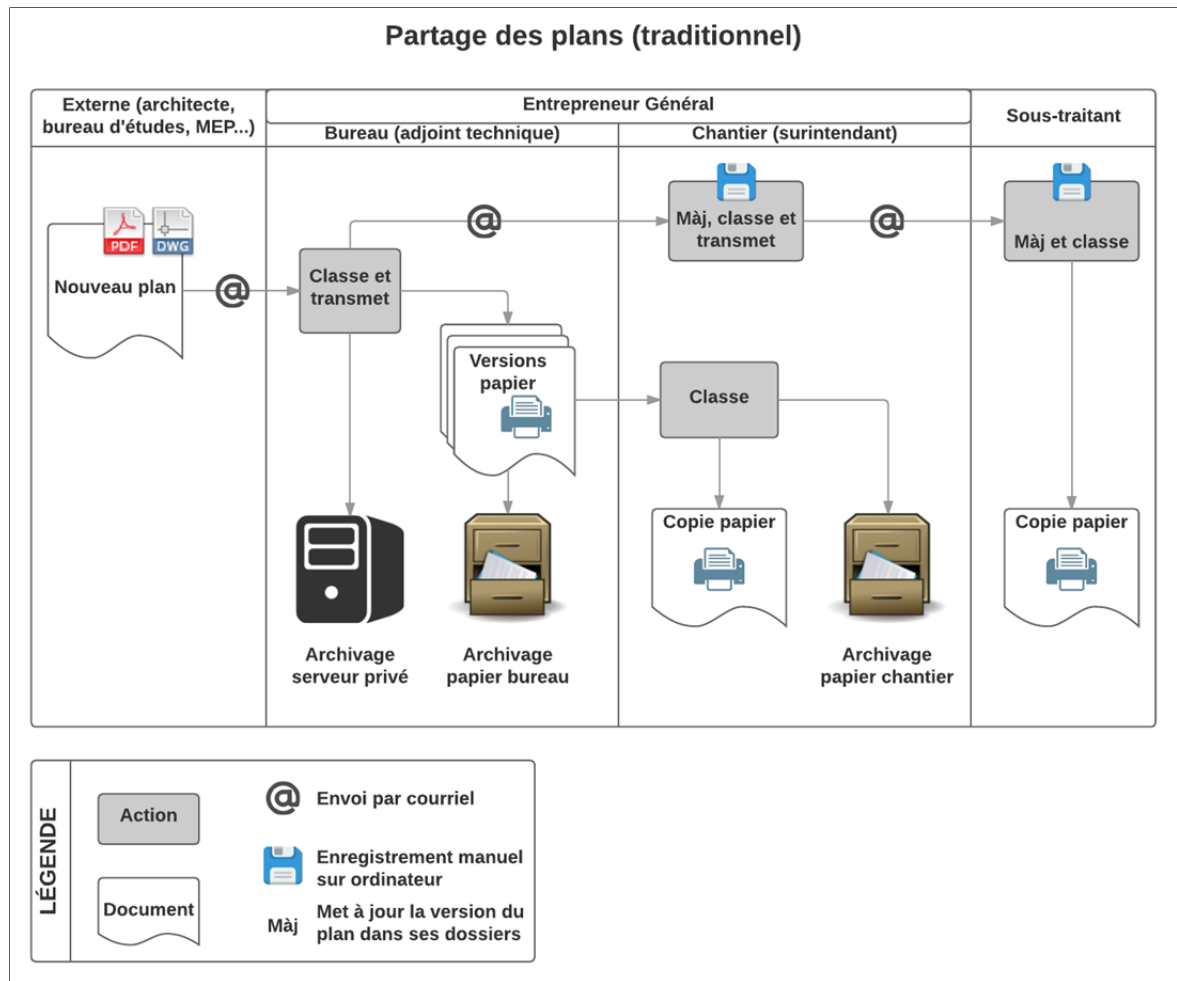 Partage des plans (traditionnel)
Externe (architecte,
bureau d'études, MEP...)
Entrepreneur Général
Bureau (adjoint technique)
Chantier (surintendant)
Sous-traitant
PDF
DWG
Nouveau plan
@
Classe et
transmet
@
Màj, classe et
transmet
@
Màj et classe
Versions
papier
Classe
Copie papier
Copie papier
Archivage
serveur privé
Archivage
papier bureau
Archivage
papier chantier
LÉGENDE
Action
Document
@ Envoi par courriel
Enregistrement manuel
sur ordinateur
Màj Met à jour la version du
plan dans ses dossiers